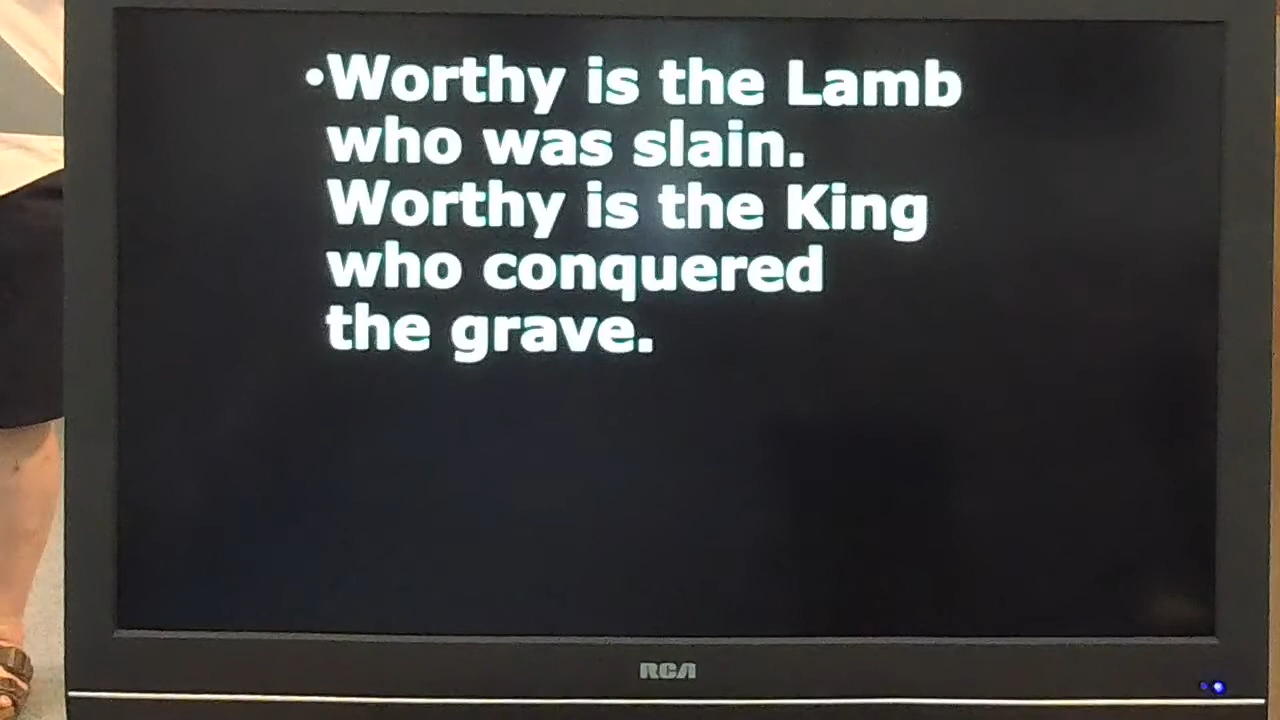 •Worthy is the Lamb
who was slain.
Worthy is the King
who conquered
the grave.
RCA